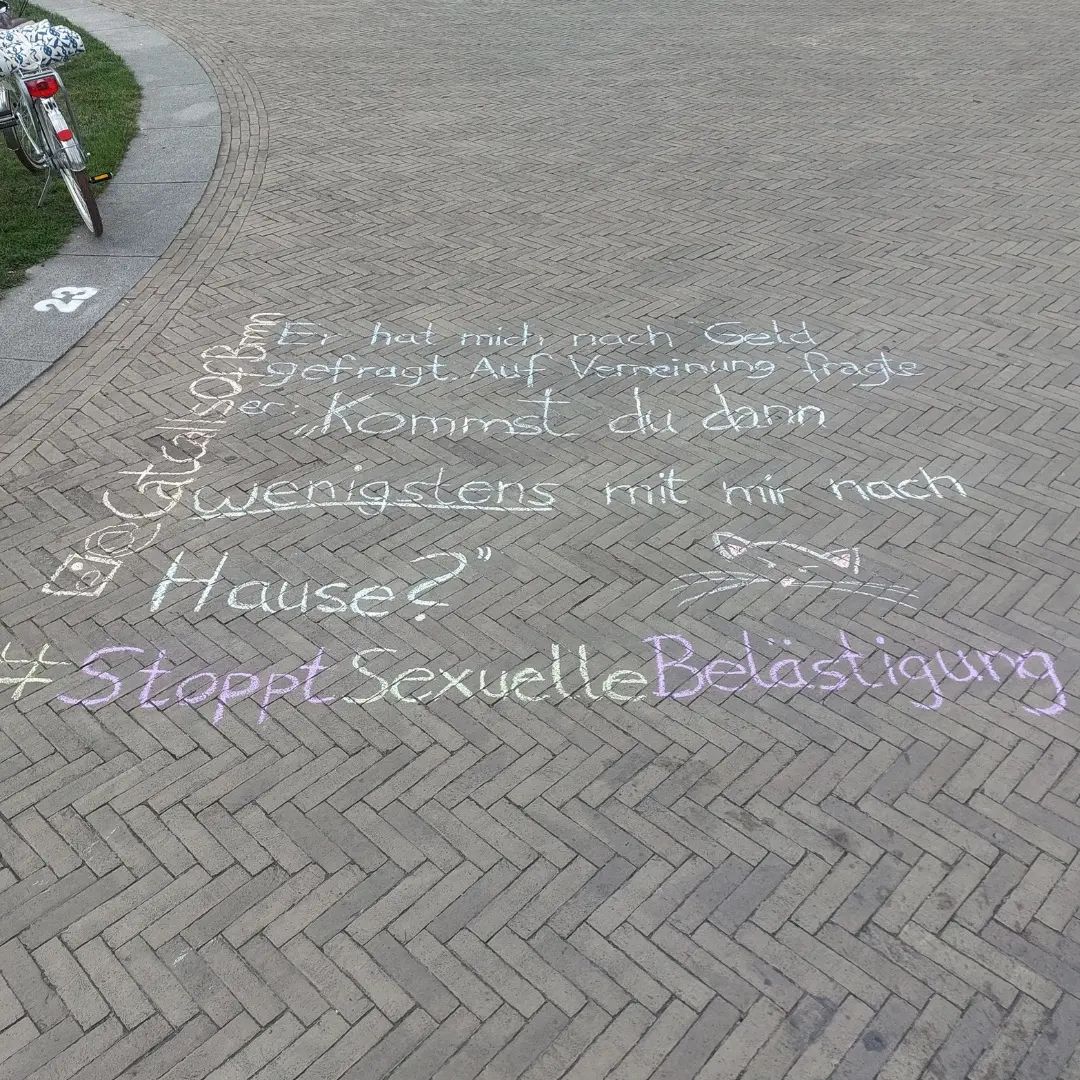 23
Er hat mich nach Geld
gefragt. Auf Verneinung fragte
er: „Kommst du dann
wenigstens mit mir nach
Hause?”
@CatcallsOfBrmn
#StopptSexuelleBelästigung